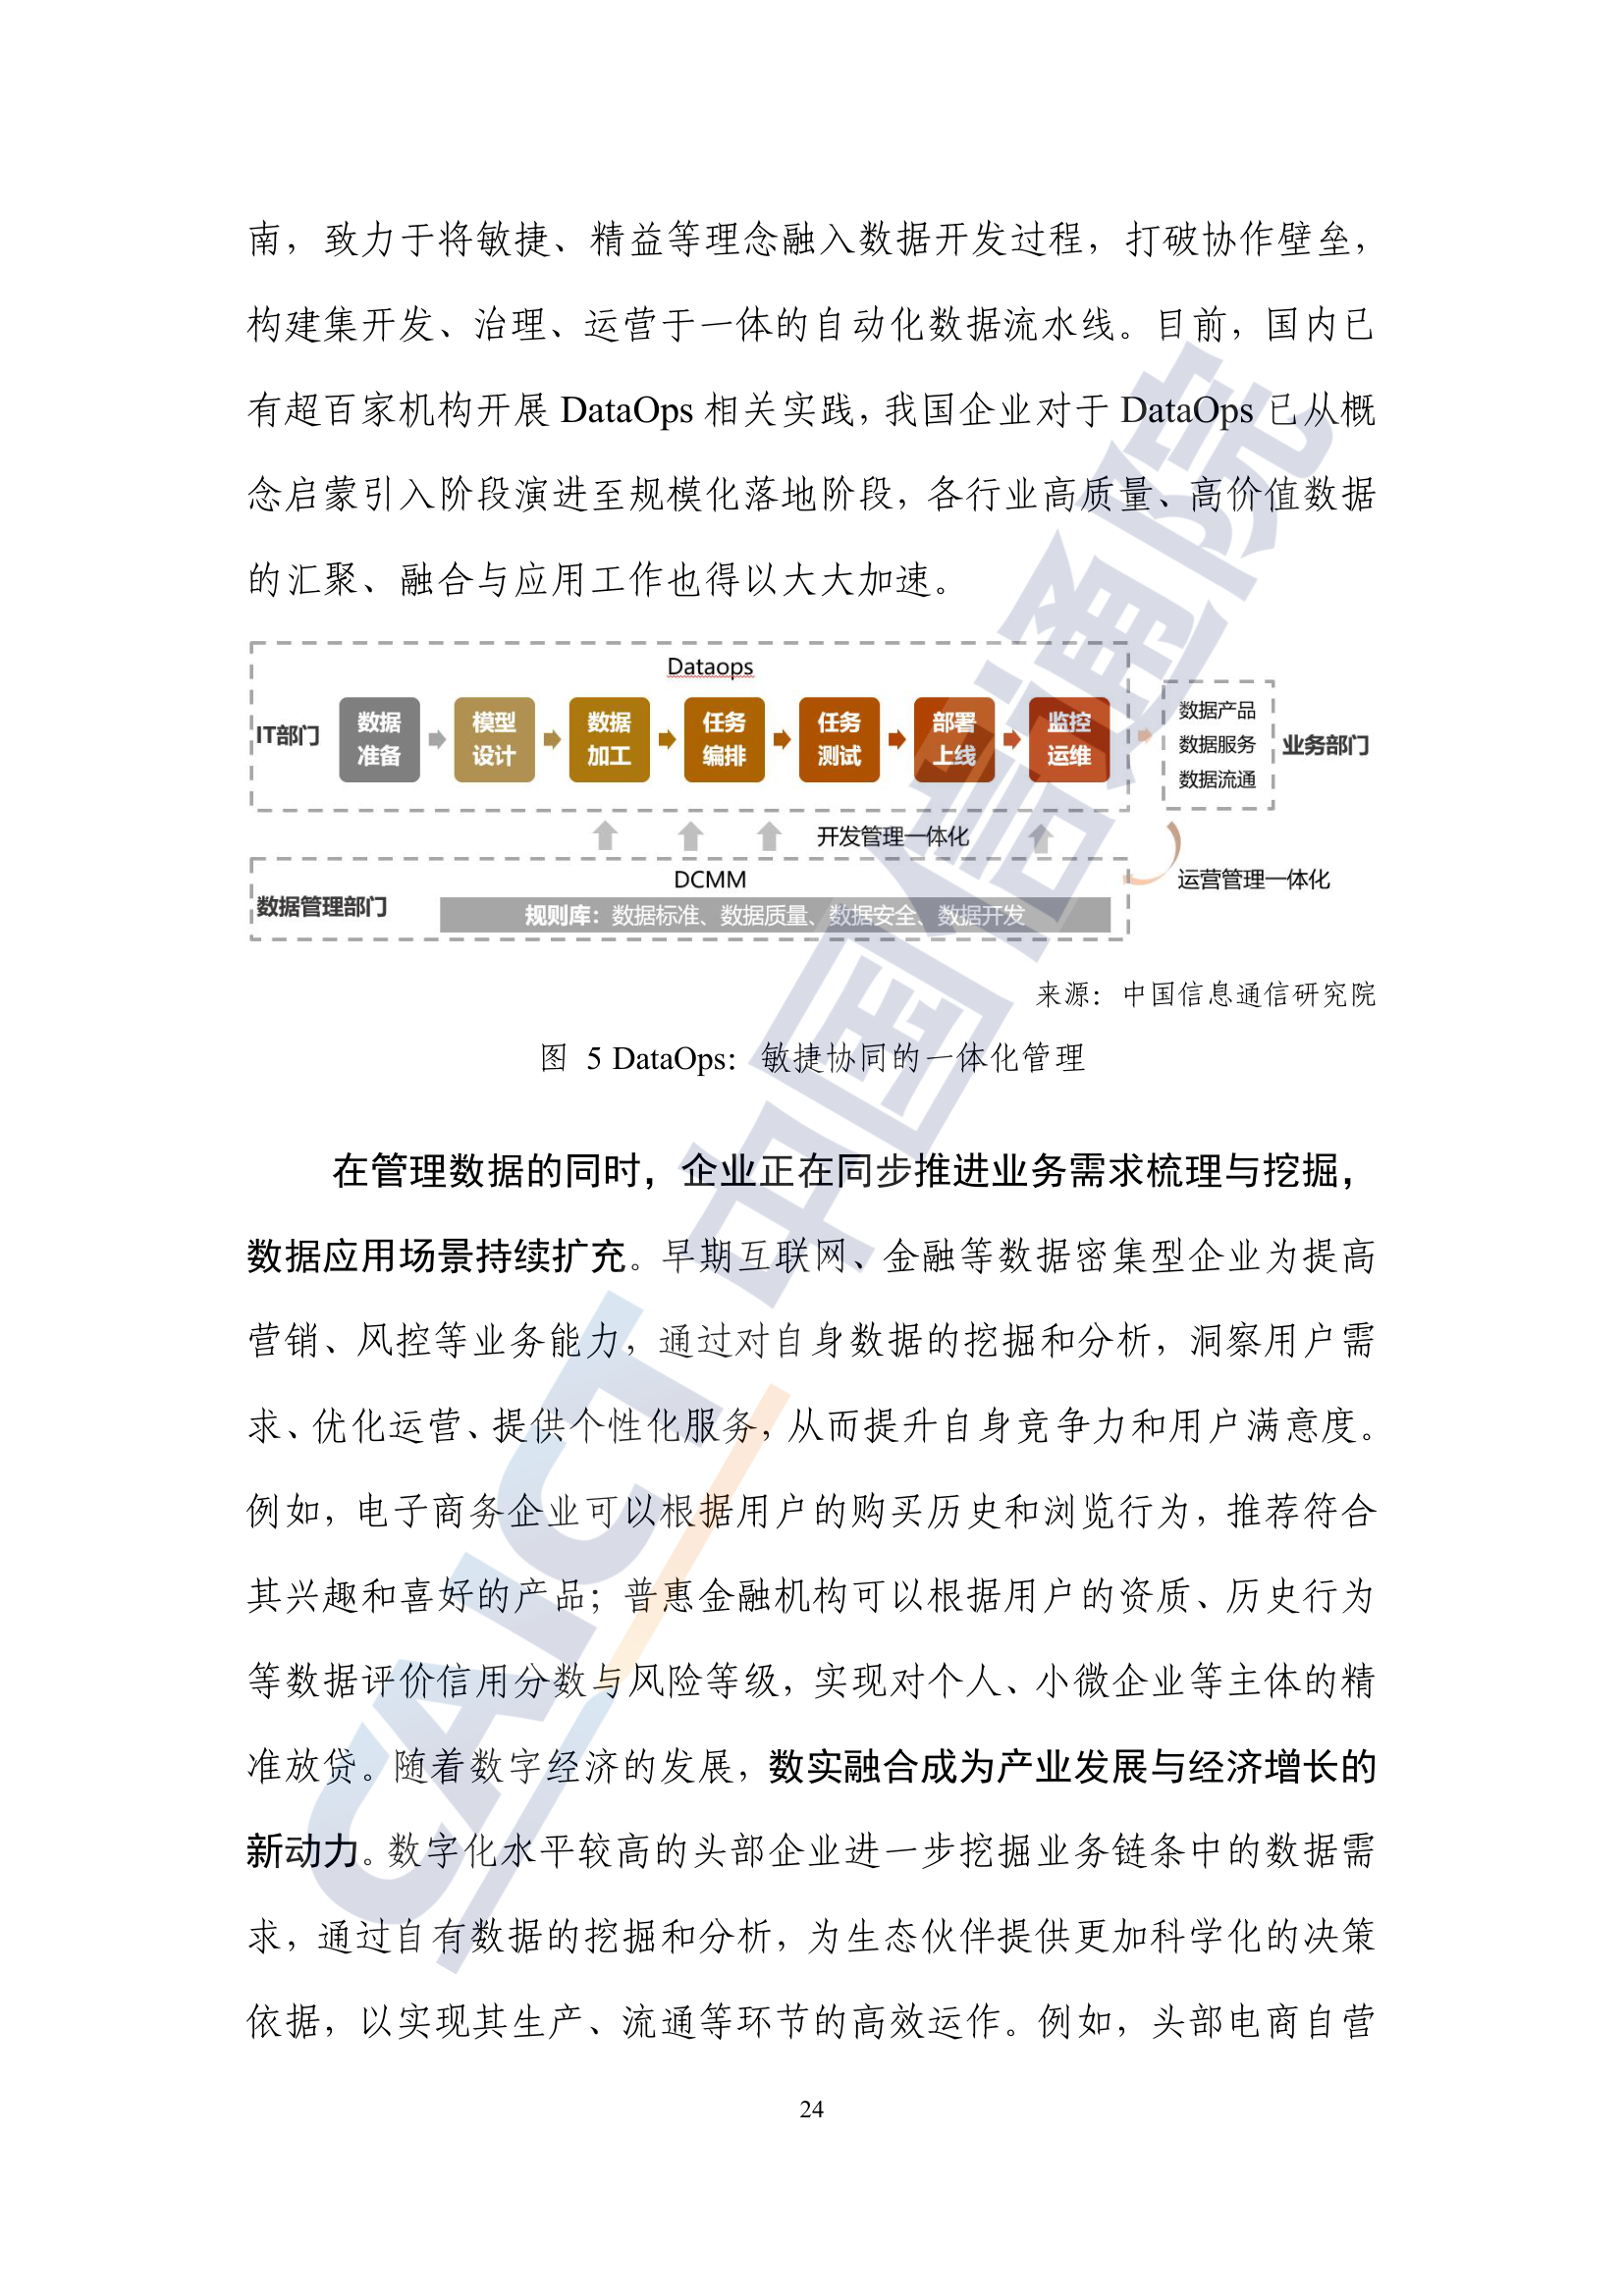 南，致力于将敏捷、精益等理念融入数据开发过程，打破协作壁垒，
构建集开发、治理、运营于一体的自动化数据流水线。目前，国内已
有超百家机构开展 DataOps 相关实践，我国企业对于 DataOps 已从概
念启蒙引入阶段演进至规模化落地阶段，各行业高质量、高价值数据
的汇聚、融合与应用工作也得以大大加速。
Dataops
IT部门
数据
准备
模型
设计
数据
加工
任务
编排
任务
测试
部署
上线
监控
运维
数据产品
数据服务
数据流通
业务部门
开发管理一体化
DCMM
数据管理部门
规则库：数据标准、数据质量、数据安全、数据开发
运营管理一体化
来源：中国信息通信研究院
图 5 DataOps：敏捷协同的一体化管理
在管理数据的同时，企业正在同步推进业务需求梳理与挖掘，
数据应用场景持续扩充。早期互联网、金融等数据密集型企业为提高
营销、风控等业务能力，通过对自身数据的挖掘和分析，洞察用户需
求、优化运营、提供个性化服务，从而提升自身竞争力和用户满意度。
例如，电子商务企业可以根据用户的购买历史和浏览行为，推荐符合
其兴趣和喜好的产品；普惠金融机构可以根据用户的资质、历史行为
等数据评价信用分数与风险等级，实现对个人、小微企业等主体的精
准放贷。随着数字经济的发展，数实融合成为产业发展与经济增长的
新动力。数字化水平较高的头部企业进一步挖掘业务链条中的数据需
求，通过自有数据的挖掘和分析，为生态伙伴提供更加科学化的决策
依据，以实现其生产、流通等环节的高效运作。例如，头部电商自营
24
CAICT 中国信通院